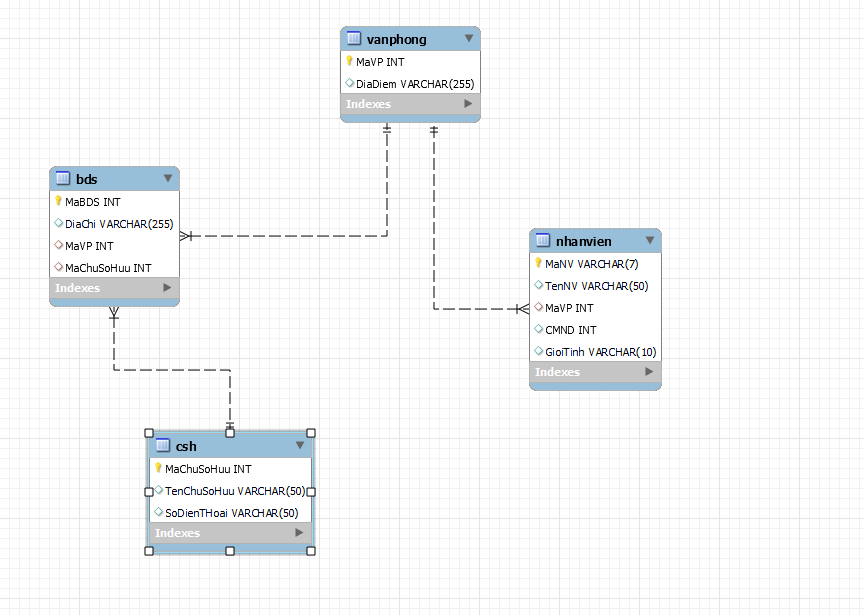 vanphong
MaVP INT
DiaDiem VARCHAR(255)
Indexes
bds
MaBDS INT
DiaChi VARCHAR(255)
MaVP INT
MaChuSoHuu INT
Indexes
nhanvien
MaNV VARCHAR(7)
TenNV VARCHAR(50)
MaVP INT
CMND INT
GioiTinh VARCHAR(10)
Indexes
csh
MaChuSoHuu INT
TenChuSoHuu VARCHAR(50)
SoDienTHoai VARCHAR(50)
Indexes